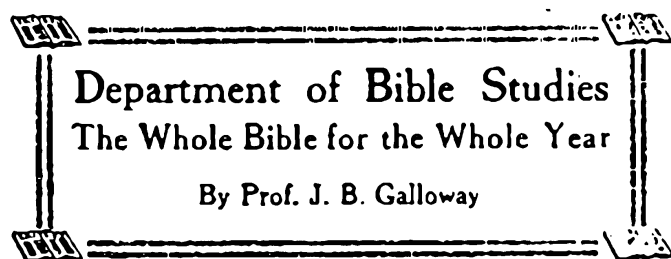 Department of Bible Studies
The Whole Bible for the Whole Year
By Prof. J. B. Galloway